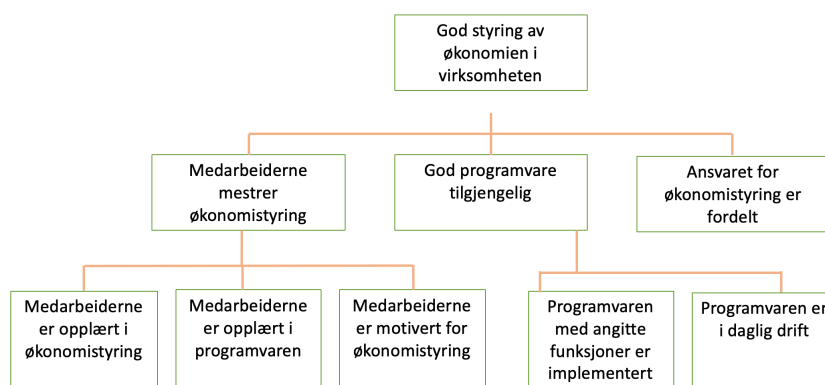 God styring av
økonomien i
virksomheten
Medarbeiderne
mestrer
økonomistyring
God programvare
tilgjengelig
Ansvaret for
økonomistyring er
fordelt
Medarbeiderne
er opplært i
økonomistyring
Medarbeiderne
er opplært i
programvaren
Medarbeiderne
er motivert for
økonomistyring
Programvaren
med angitte
funksjoner er
implementert
Programvaren er
i daglig drift